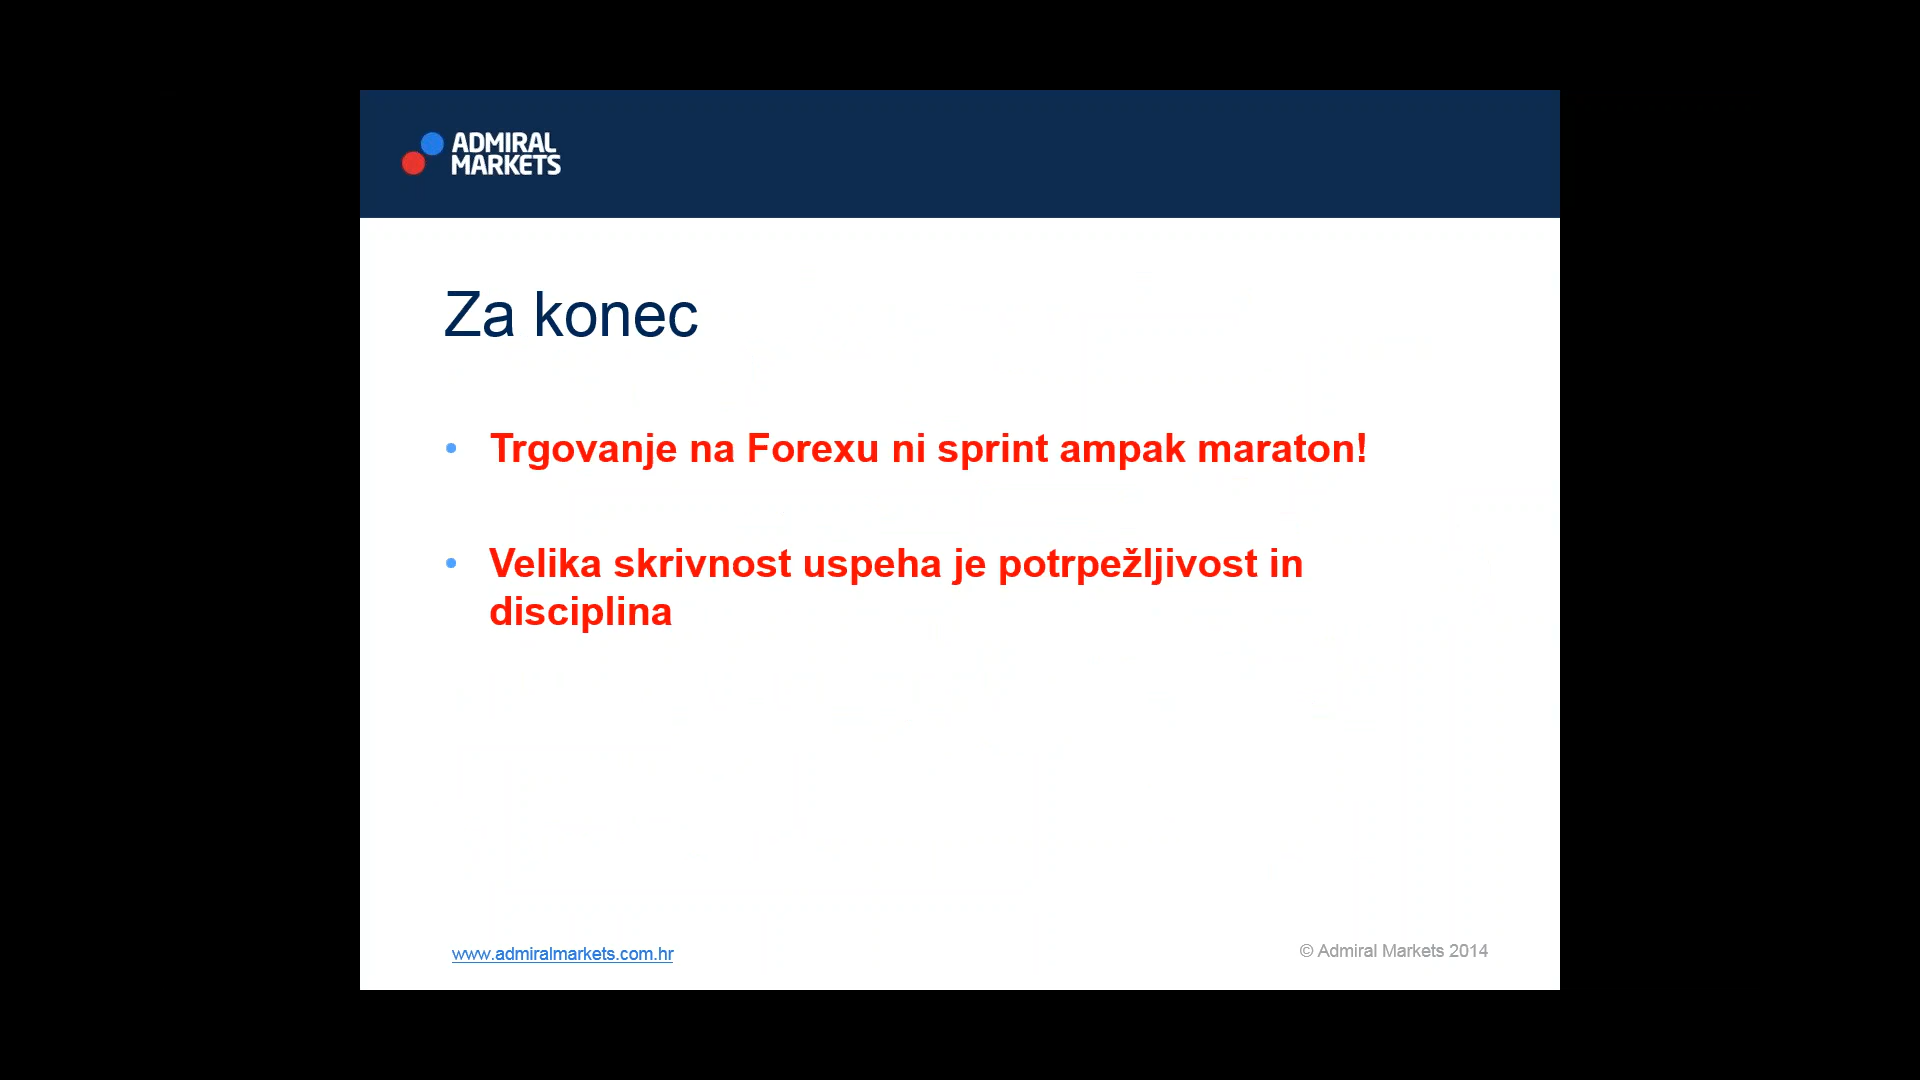 ADMIRAL
MARKETS
Za konec
• Trgovanje na Forexu ni sprint ampak maraton!
• Velika skrivnost uspeha je potrpežljivost in
disciplina
www.admiralmarkets.com.hr
© Admiral Markets 2014